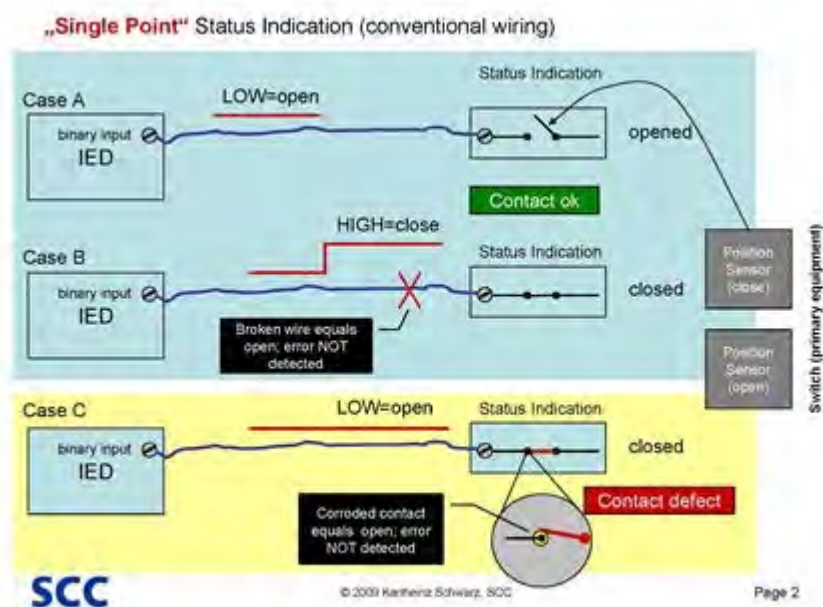 „Single Point“ Status Indication (conventional wiring)
Case A
LOW=open
Status Indication
binary input
IED
opened
Contact ok
HIGH=close
Case B
Status Indication
binary input
IED
closed
Broken wire equals
open; error NOT
detected
Position
Sensor
(close)
Position
Sensor
(open)
Switch (primary equipment)
Case C
LOW=open
Status Indication
binary input
IED
closed
Contact defect
Corroded contact
equals open; error
NOT detected
SCC
© 2009 Karlheinz Schwarz, SCC
Page 2